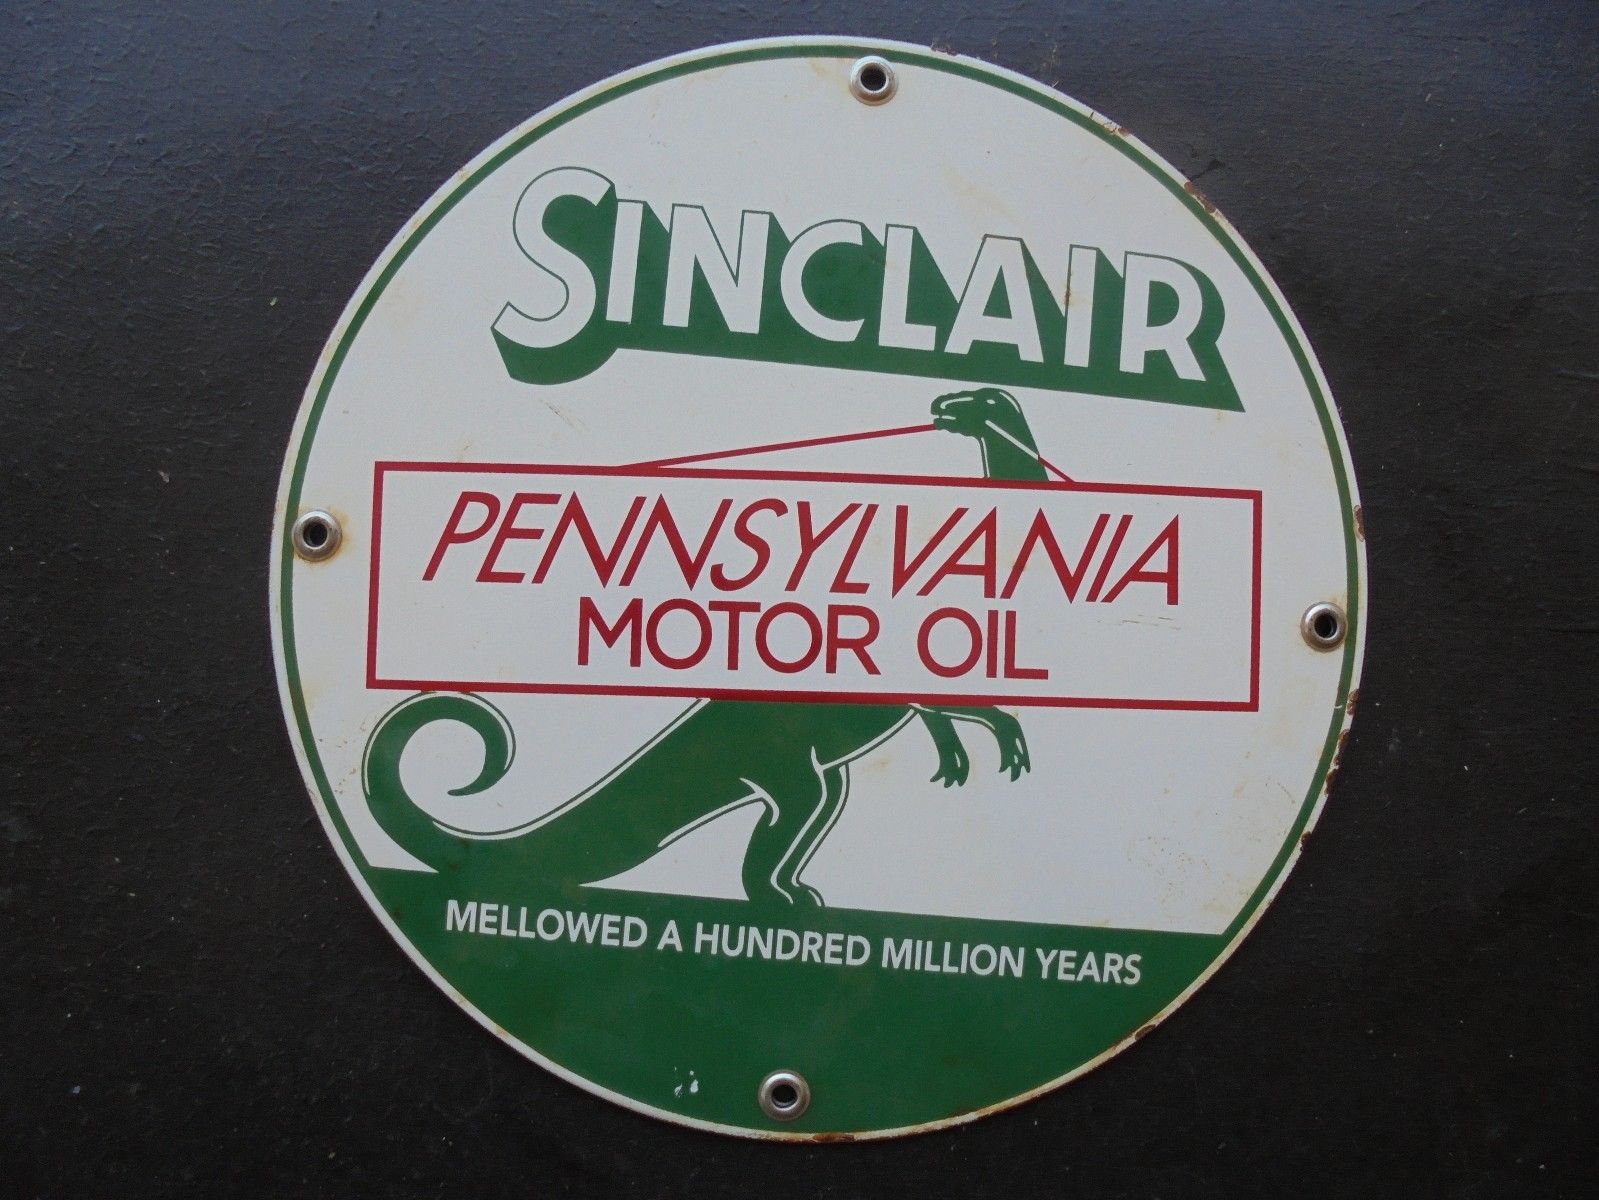 SINCLAIR
PENNSYLVANIA
MOTOR OIL
MELLOWED A HUNDRED MILLION YEARS